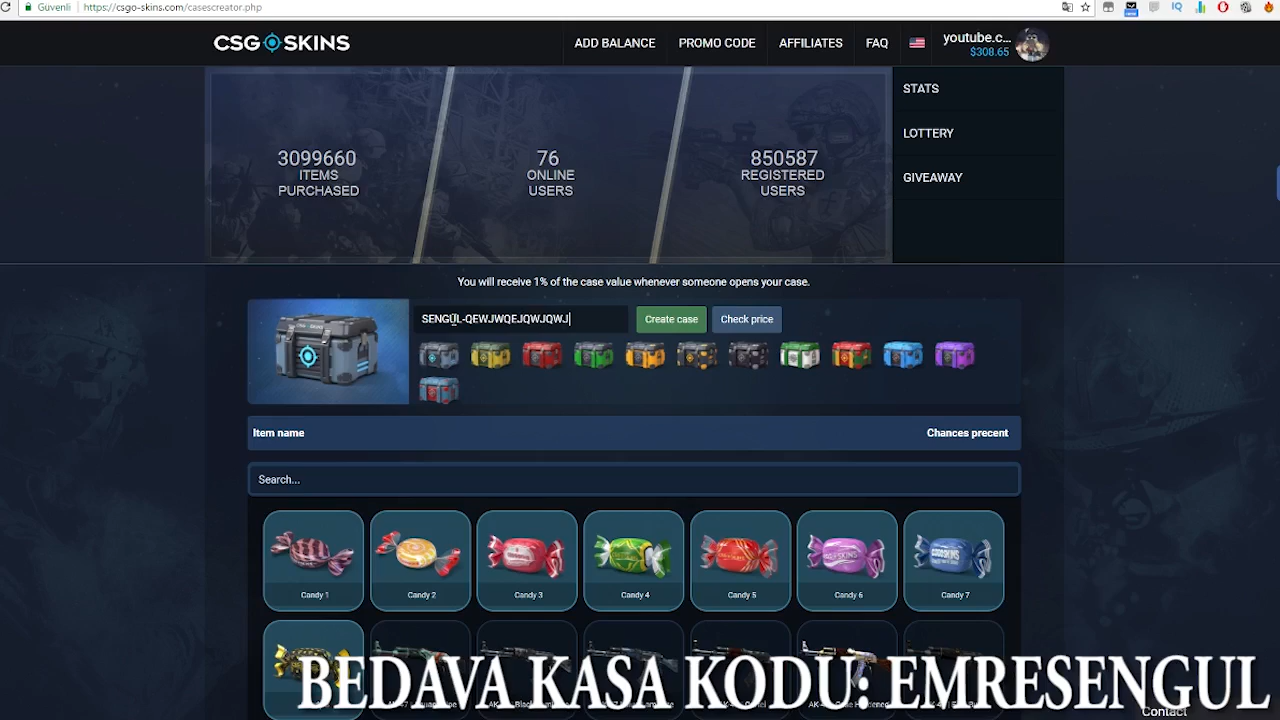 Güvenli
https://csgo-skins.com/casescreator.php
IQ
CSG SKINS
ADD BALANCE
PROMO CODE
AFFILIATES
FAQ
youtube.c...
$308.65
3099660
ITEMS
PURCHASED
76
ONLINE
USERS
850587
REGISTERED
USERS
STATS
LOTTERY
GIVEAWAY
You will receive 1% of the case value whenever someone opens your case.
SENGÜL-QEWJWQEJQWJQWJ
Create case
Check price
Item name
Chances precent
Search...
Candy 1
Candy 2
Candy 3
Candy 4
Candy 5
Candy 6
Candy 7
BEDAVA KASA KODU: EMRESENGUL
Contact